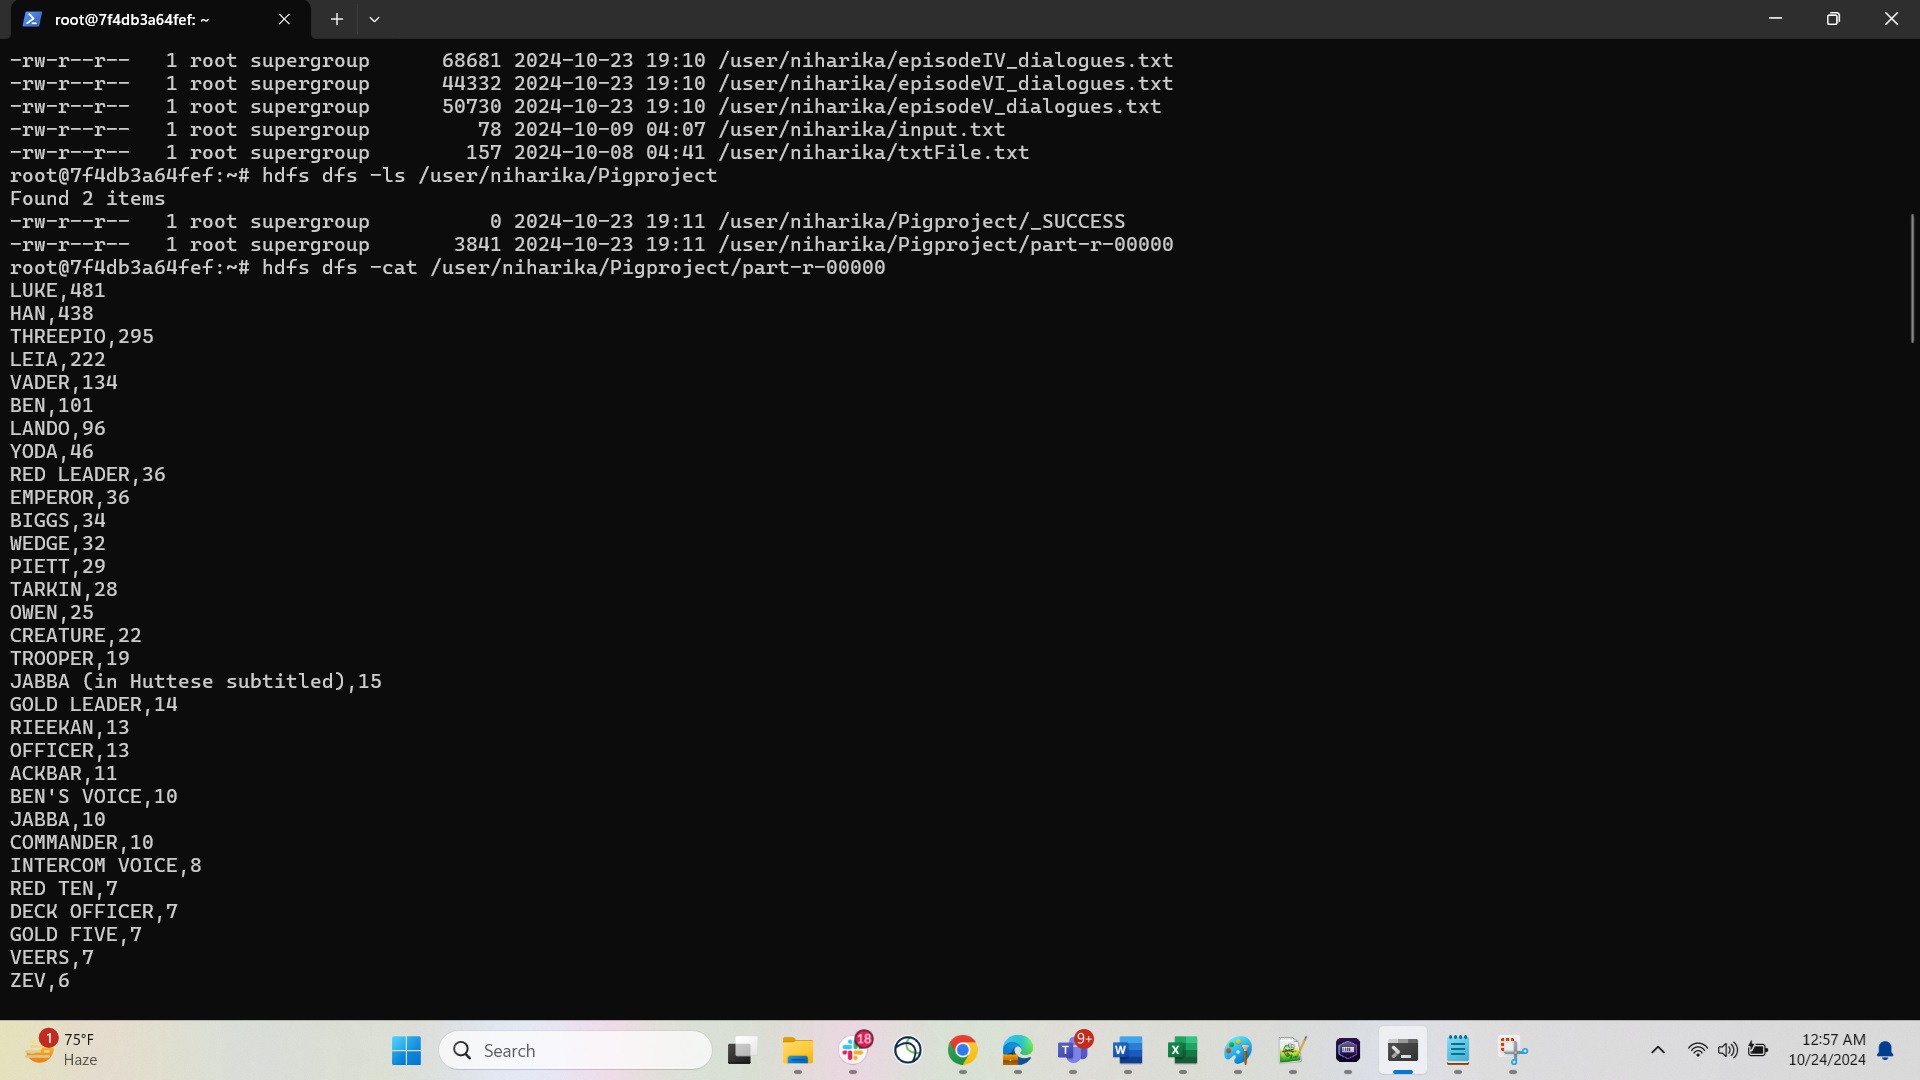 root@7f4db3a64fef: ~
-rw-r--r--   1 root supergroup      68681 2024-10-23 19:10 /user/niharika/episodeIV_dialogues.txt
-rw-r--r--   1 root supergroup      44332 2024-10-23 19:10 /user/niharika/episodeVI_dialogues.txt
-rw-r--r--   1 root supergroup      50730 2024-10-23 19:10 /user/niharika/episodeV_dialogues.txt
-rw-r--r--   1 root supergroup         78 2024-10-09 04:07 /user/niharika/input.txt
-rw-r--r--   1 root supergroup        157 2024-10-08 04:41 /user/niharika/txtFile.txt
root@7f4db3a64fef:~# hdfs dfs -ls /user/niharika/Pigproject
Found 2 items
-rw-r--r--   1 root supergroup          0 2024-10-23 19:11 /user/niharika/Pigproject/_SUCCESS
-rw-r--r--   1 root supergroup       3841 2024-10-23 19:11 /user/niharika/Pigproject/part-r-00000
root@7f4db3a64fef:~# hdfs dfs -cat /user/niharika/Pigproject/part-r-00000
LUKE,481
HAN,438
THREEPIO,295
LEIA,222
VADER,134
BEN,101
LANDO,96
YODA,46
RED LEADER,36
EMPEROR,36
BIGGS,34
WEDGE,32
PIETT,29
TARKIN,28
OWEN,25
CREATURE,22
TROOPER,19
JABBA (in Huttese subtitled),15
GOLD LEADER,14
RIEEKAN,13
OFFICER,13
ACKBAR,11
BEN'S VOICE,10
JABBA,10
COMMANDER,10
INTERCOM VOICE,8
RED TEN,7
DECK OFFICER,7
GOLD FIVE,7
VEERS,7
ZEV,6
1
75°F
Haze
Search
18
9+
12:57 AM
10/24/2024